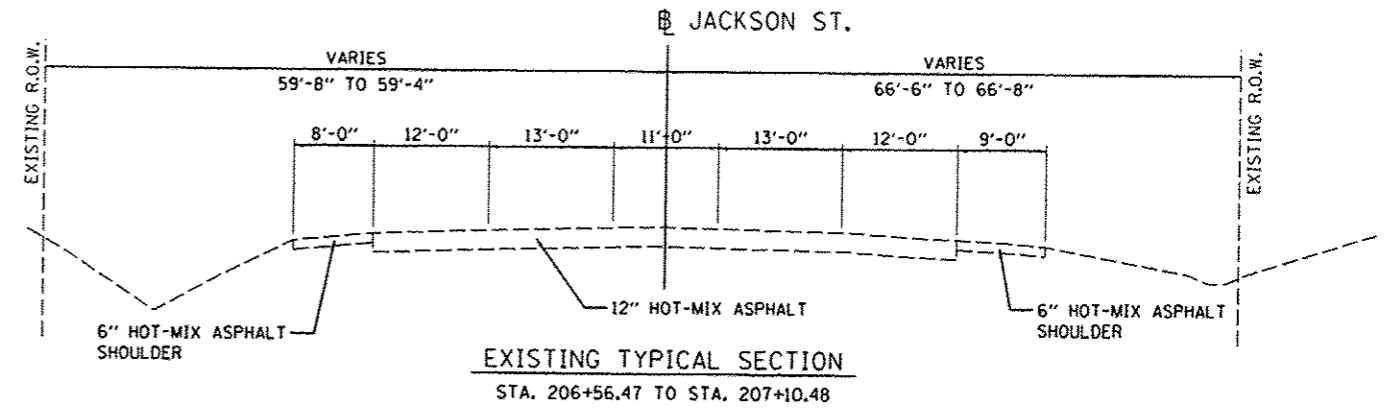 ℄ JACKSON ST.
EXISTING R.O.W.
VARIES
59'-8" TO 59'-4"
VARIES
66'-6" TO 66'-8"
EXISTING R.O.W.
8'-0" 12'-0" 13'-0" 11'-0" 13'-0" 12'-0" 9'-0"
6" HOT-MIX ASPHALT
SHOULDER
12" HOT-MIX ASPHALT
6" HOT-MIX ASPHALT
SHOULDER
EXISTING TYPICAL SECTION
STA. 206+56.47 TO STA. 207+10.48